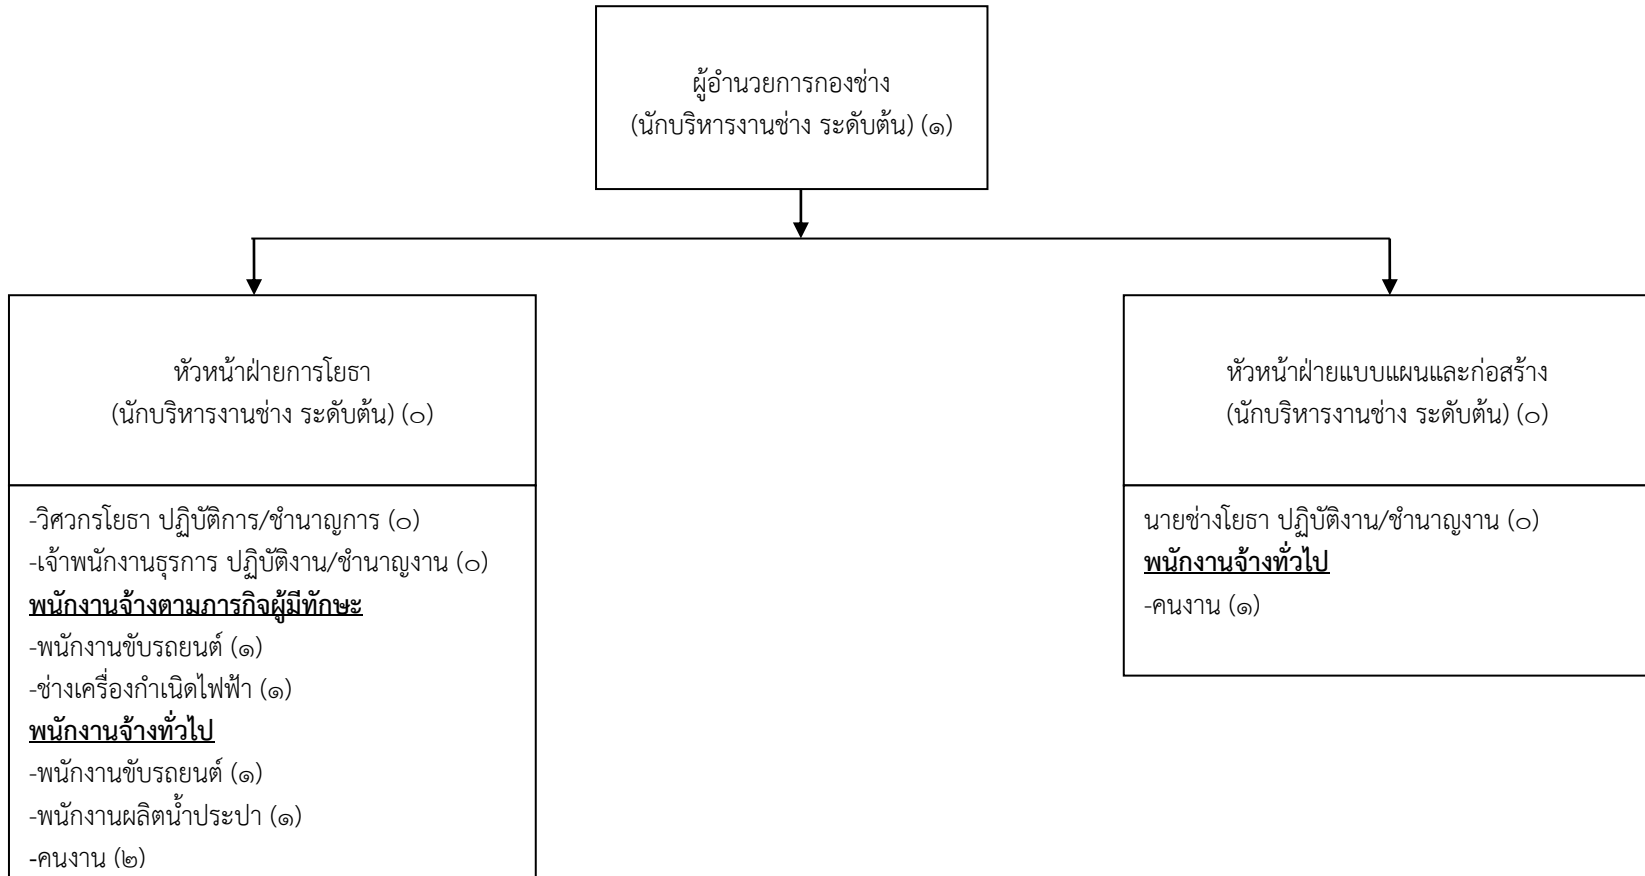 ผู้อำนวยการกองช่าง
(นักบริหารงานช่าง ระดับต้น) (๑)
หัวหน้าฝ่ายการโยธา
(นักบริหารงานช่าง ระดับต้น) (๐)
-วิศวกรโยธา ปฏิบัติการ/ชำนาญการ (๐)
-เจ้าพนักงานธุรการ ปฏิบัติงาน/ชำนาญงาน (๐)
พนักงานจ้างตามภารกิจผู้มีทักษะ
-พนักงานขับรถยนต์ (๑)
-ช่างเครื่องกำเนิดไฟฟ้า (๑)
พนักงานจ้างทั่วไป
-พนักงานขับรถยนต์ (๑)
-พนักงานผลิตน้ำประปา (๑)
-คนงาน (๒)
หัวหน้าฝ่ายแบบแผนและก่อสร้าง
(นักบริหารงานช่าง ระดับต้น) (๐)
นายช่างโยธา ปฏิบัติงาน/ชำนาญงาน (๐)
พนักงานจ้างทั่วไป
-คนงาน (๑)